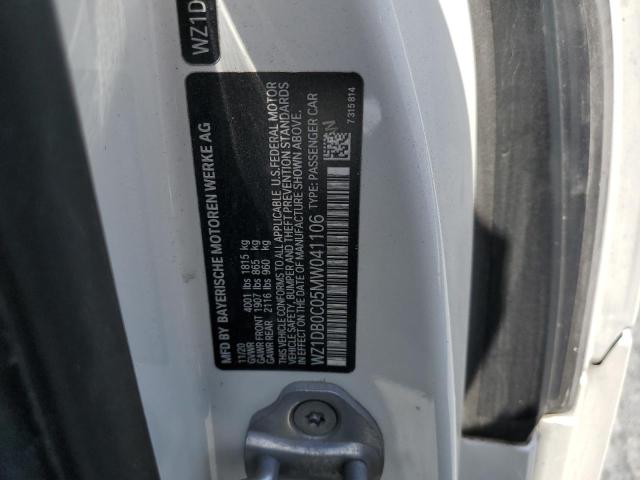 WZ1D
MFD BY BAYERISCHE MOTOREN WERKE AG
11/20
GVWR 4001 lbs 1815 kg
GAWR FRONT 1907 lbs 865 kg
GAWR REAR 2116 lbs 960 kg
THIS VEHICLE CONFORMS TO ALL APPLICABLE U.S. FEDERAL MOTOR
VEHICLE SAFETY, BUMPER AND THEFT PREVENTION STANDARDS
IN EFFECT ON THE DATE OF MANUFACTURE SHOWN ABOVE.
WZ1DB0C05MW041106 TYPE: PASSENGER CAR
7315814